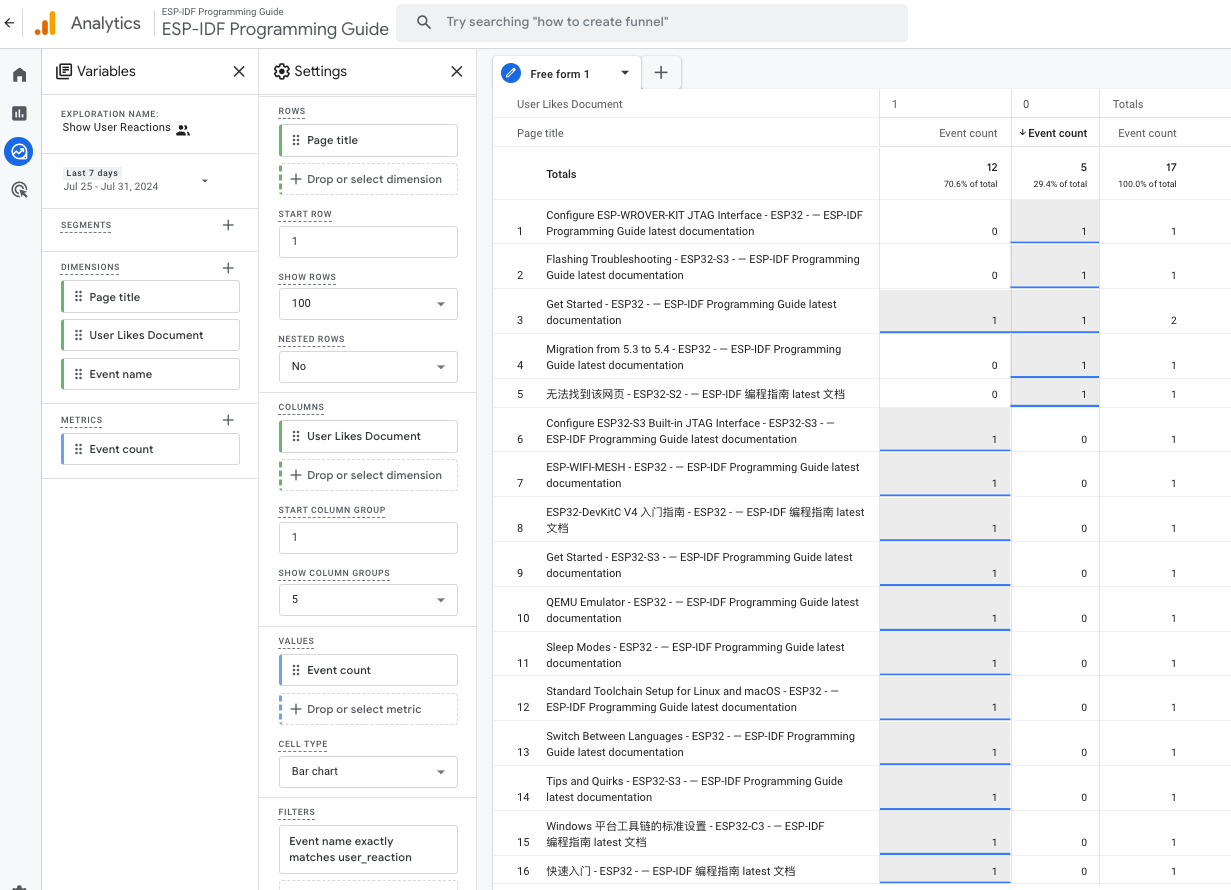 Analytics
ESP-IDF Programming Guide
ESP-IDF Programming Guide
Try searching "how to create funnel"
Variables
EXPLORATION NAME:
Show User Reactions
Last 7 days
Jul 25 - Jul 31, 2024
SEGMENTS
DIMENSIONS
Page title
User Likes Document
Event name
METRICS
Event count
Settings
ROWS
Page title
Drop or select dimension
START ROW
1
SHOW ROWS
100
NESTED ROWS
No
COLUMNS
User Likes Document
Drop or select dimension
START COLUMN GROUP
1
SHOW COLUMN GROUPS
5
VALUES
Event count
Drop or select metric
CELL TYPE
Bar chart
FILTERS
Event name exactly
matches user_reaction
Free form 1
User Likes Document 1 0 Totals
Page title Event count Event count Event count
Totals 12 5 17
70.6% of total 29.4% of total 100.0% of total
Configure ESP-WROVER-KIT JTAG Interface - ESP32 - — ESP-IDF
1 Programming Guide latest documentation 0 1 1
Flashing Troubleshooting - ESP32-S3 - — ESP-IDF Programming
2 Guide latest documentation 0 1 1
Get Started - ESP32 - — ESP-IDF Programming Guide latest
3 documentation 1 1 2
Migration from 5.3 to 5.4 - ESP32 - — ESP-IDF Programming
4 Guide latest documentation 0 1 1
5 无法找到该网页 - ESP32-S2 - — ESP-IDF 编程指南 latest 文档 0 1 1
Configure ESP32-S3 Built-in JTAG Interface - ESP32-S3 - —
6 ESP-IDF Programming Guide latest documentation 1 0 1
ESP-WIFI-MESH - ESP32 - — ESP-IDF Programming Guide latest
7 documentation 1 0 1
ESP32-DevKitC V4 入门指南 - ESP32 - — ESP-IDF 编程指南 latest
8 文档 1 0 1
Get Started - ESP32-S3 - — ESP-IDF Programming Guide latest
9 documentation 1 0 1
QEMU Emulator - ESP32 - — ESP-IDF Programming Guide latest
10 documentation 1 0 1
Sleep Modes - ESP32 - — ESP-IDF Programming Guide latest
11 documentation 1 0 1
Standard Toolchain Setup for Linux and macOS - ESP32 - —
12 ESP-IDF Programming Guide latest documentation 1 0 1
Switch Between Languages - ESP32 - — ESP-IDF Programming
13 Guide latest documentation 1 0 1
Tips and Quirks - ESP32-S3 - — ESP-IDF Programming Guide
14 latest documentation 1 0 1
Windows 平台工具链的标准设置 - ESP32-C3 - — ESP-IDF
15 编程指南 latest 文档 1 0 1
16 快速入门 - ESP32 - — ESP-IDF 编程指南 latest 文档 1 0 1